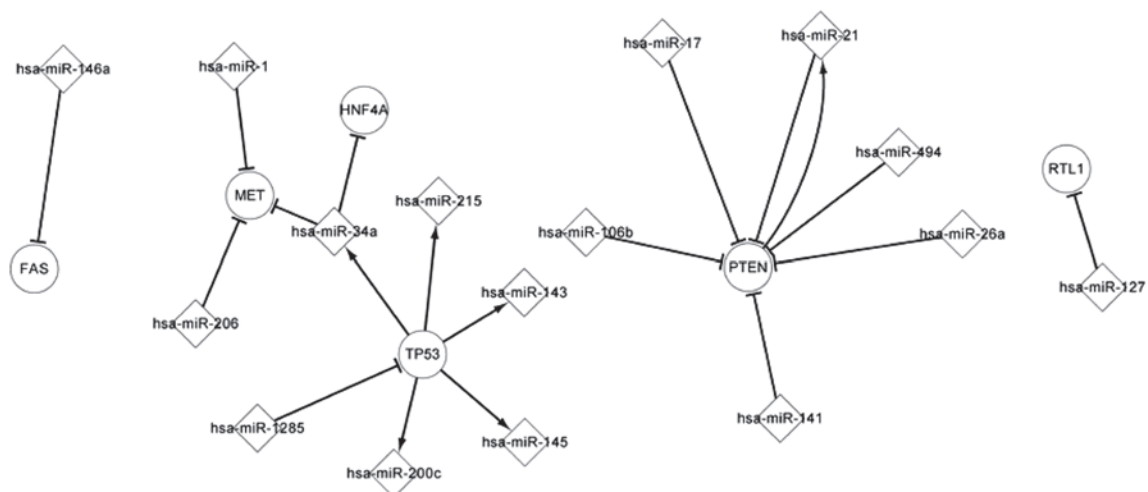 hsa-miR-17
hsa-miR-21
hsa-miR-146a
hsa-miR-1
HNF4A
hsa-miR-494
RTL1
MET
hsa-miR-215
hsa-miR-34a
hsa-miR-106b
hsa-miR-26a
FAS
PTEN
hsa-miR-143
hsa-miR-127
hsa-miR-206
TP53
hsa-miR-141
hsa-miR-1285
hsa-miR-145
hsa-miR-200c